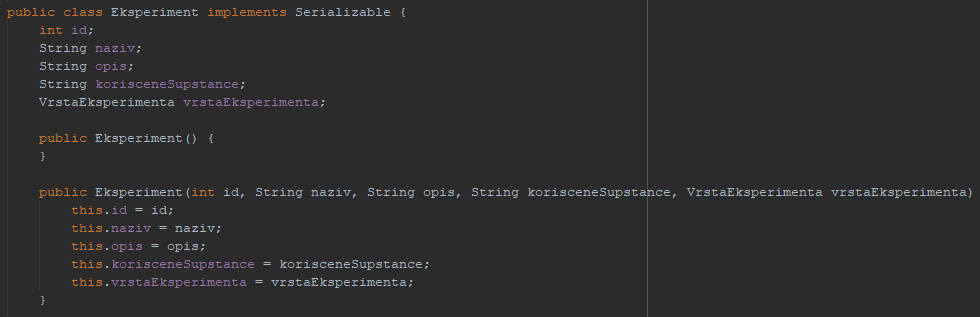 public class Eksperiment implements Serializable {
int id;
String naziv;
String opis;
String korisceneSupstance;
VrstaEksperimenta vrstaEksperimenta;
public Eksperiment() {
}
public Eksperiment(int id, String naziv, String opis, String korisceneSupstance, VrstaEksperimenta vrstaEksperimenta)
this.id = id;
this.naziv = naziv;
this.opis = opis;
this.korisceneSupstance = korisceneSupstance;
this.vrstaEksperimenta = vrstaEksperimenta;
}